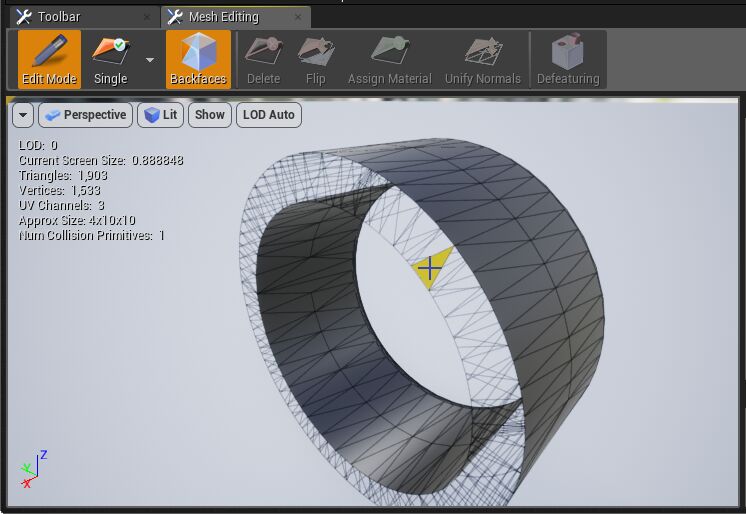 Toolbar
Mesh Editing
Edit Mode
Single
Backfaces
Delete
Flip
Assign Material
Unify Normals
Defeaturing
Perspective
Lit
Show
LOD Auto
LOD: 0
Current Screen Size: 0.888848
Triangles: 1,903
Vertices: 1,533
UV Channels: 3
Approx Size: 4x10x10
Num Collision Primitives: 1
Z
Y
X